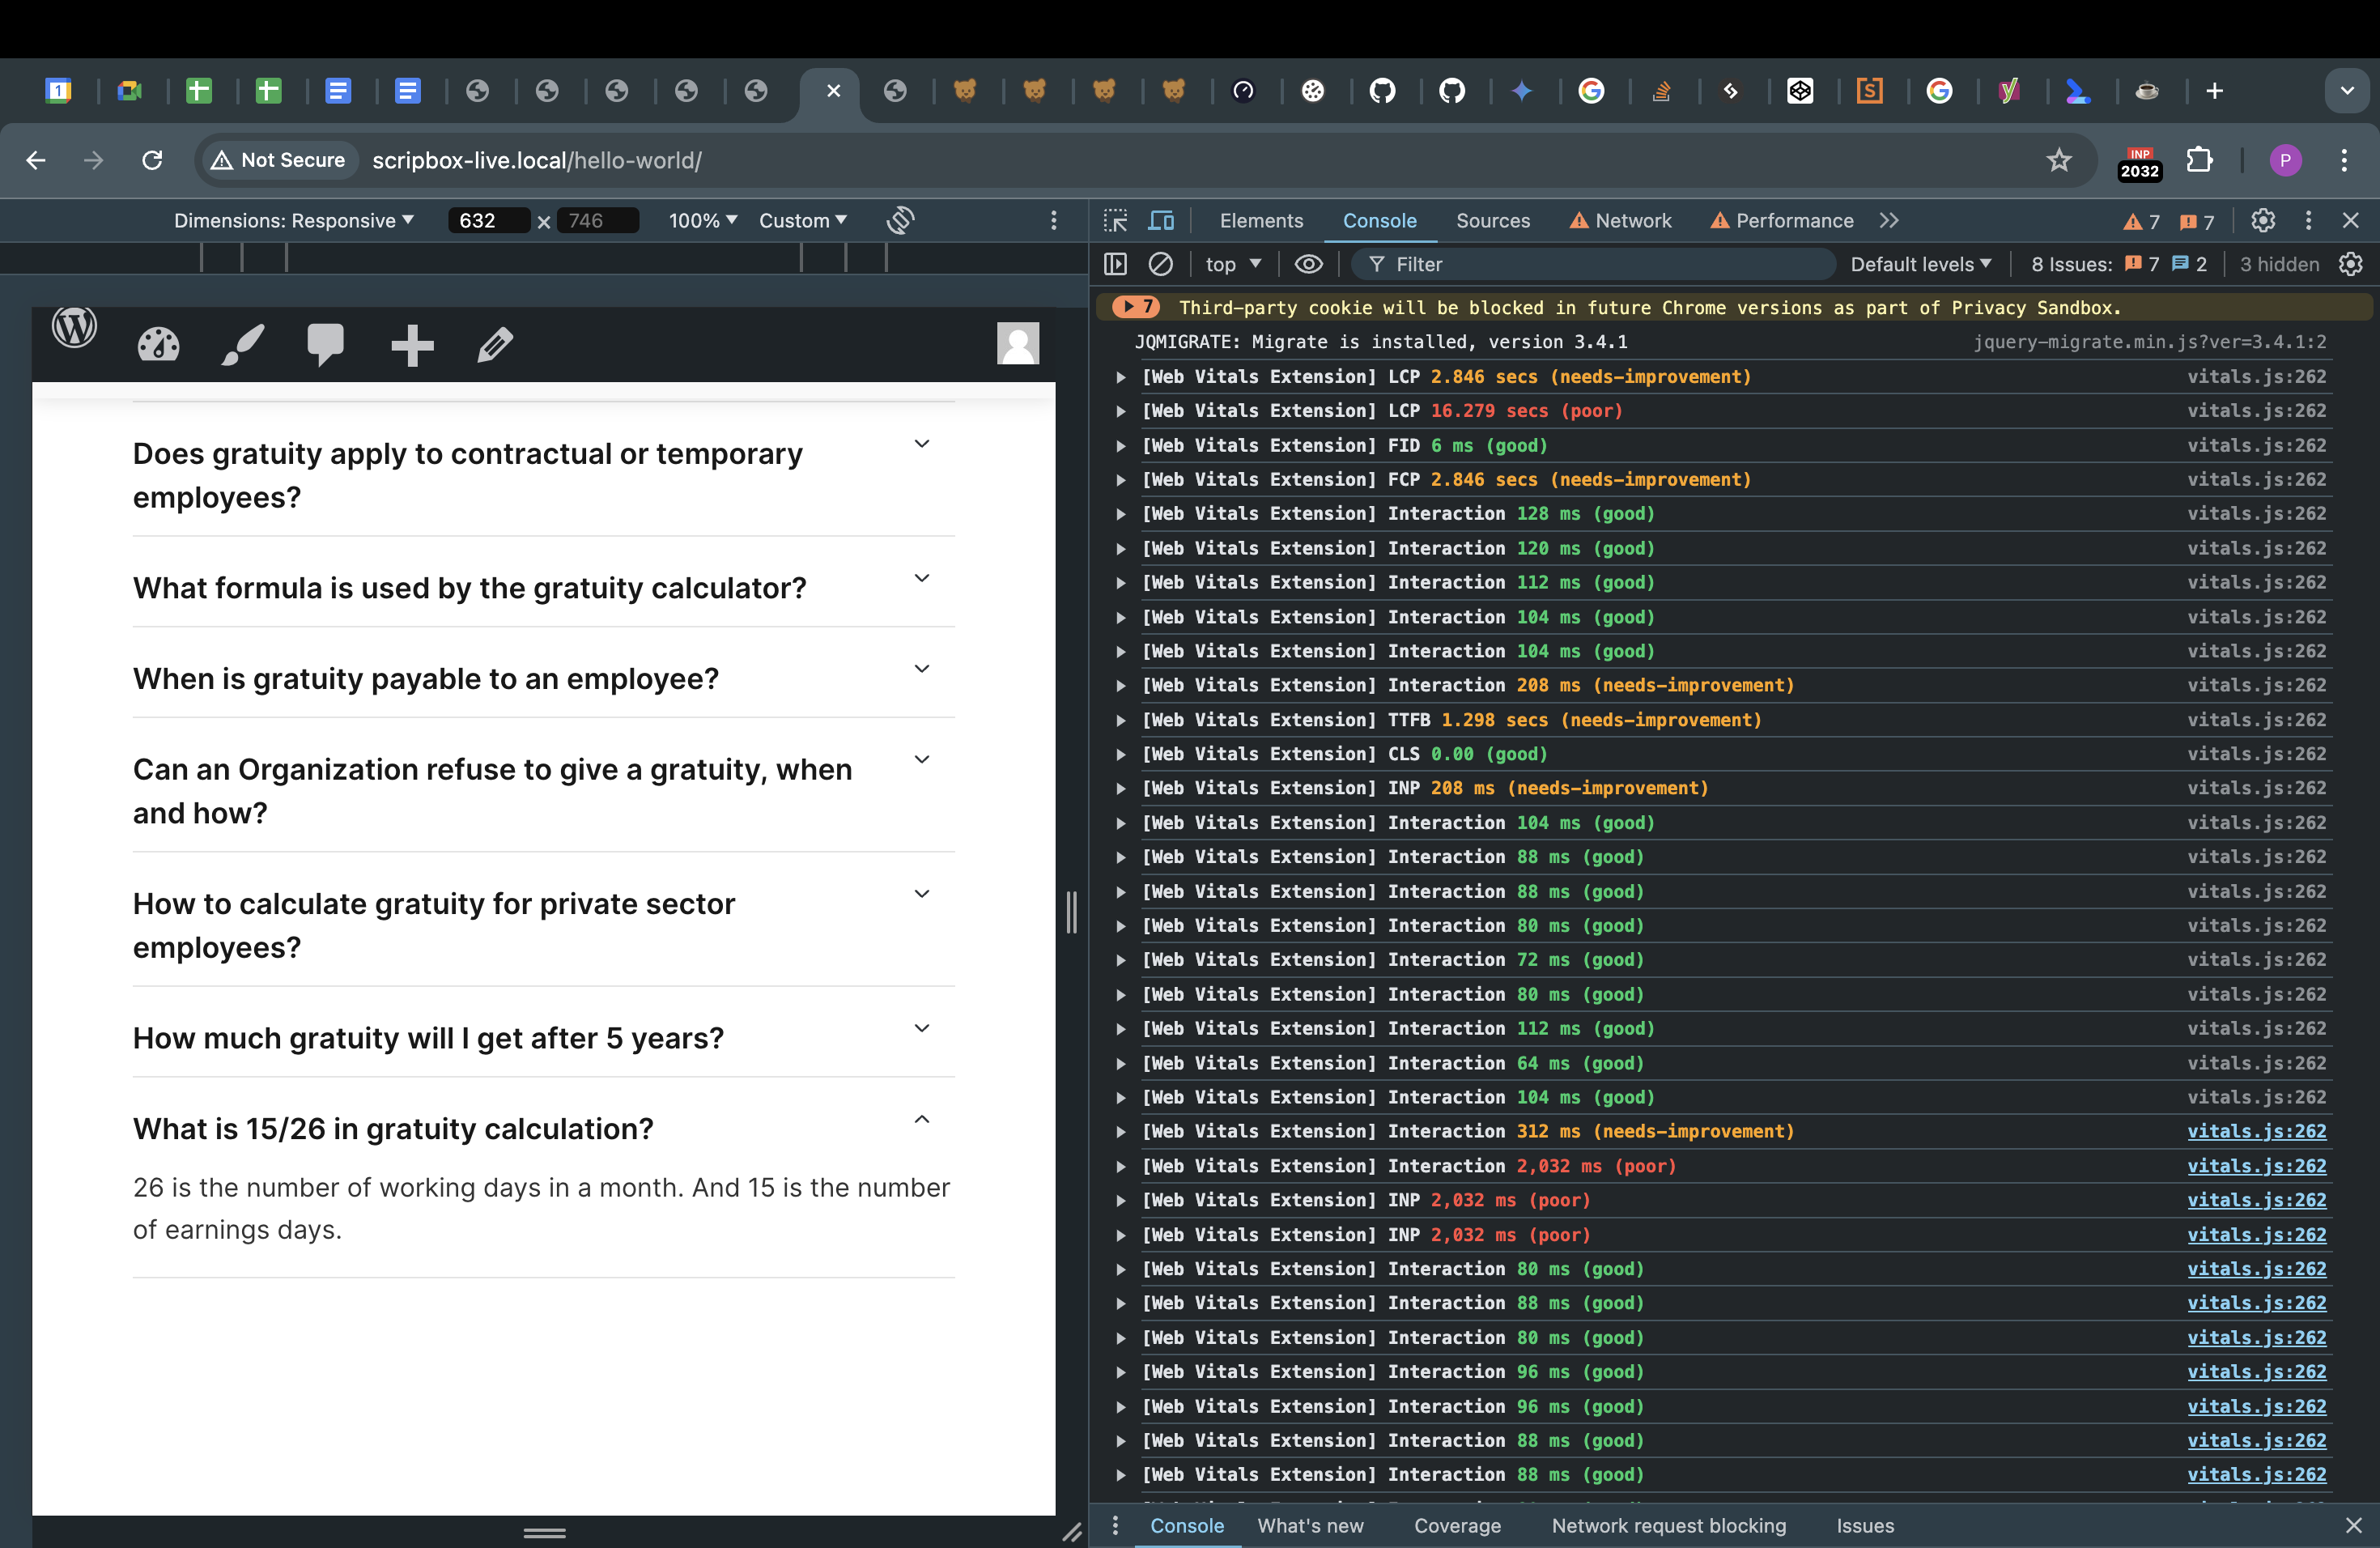 1
Not Secure
scripbox-live.local/hello-world/
INP
2032
P
Dimensions: Responsive
632
×
746
100%
Custom
Elements
Console
Sources
Network
Performance
7
7
top
Filter
Default levels
8 Issues:
7
2
3 hidden
Does gratuity apply to contractual or temporary
employees?
What formula is used by the gratuity calculator?
When is gratuity payable to an employee?
Can an Organization refuse to give a gratuity, when
and how?
How to calculate gratuity for private sector
employees?
How much gratuity will I get after 5 years?
What is 15/26 in gratuity calculation?
26 is the number of working days in a month. And 15 is the number
of earnings days.
7 Third-party cookie will be blocked in future Chrome versions as part of Privacy Sandbox.
JQMIGRATE: Migrate is installed, version 3.4.1 jquery-migrate.min.js?ver=3.4.1:2
[Web Vitals Extension] LCP 2.846 secs (needs-improvement) vitals.js:262
[Web Vitals Extension] LCP 16.279 secs (poor) vitals.js:262
[Web Vitals Extension] FID 6 ms (good) vitals.js:262
[Web Vitals Extension] FCP 2.846 secs (needs-improvement) vitals.js:262
[Web Vitals Extension] Interaction 128 ms (good) vitals.js:262
[Web Vitals Extension] Interaction 120 ms (good) vitals.js:262
[Web Vitals Extension] Interaction 112 ms (good) vitals.js:262
[Web Vitals Extension] Interaction 104 ms (good) vitals.js:262
[Web Vitals Extension] Interaction 104 ms (good) vitals.js:262
[Web Vitals Extension] Interaction 208 ms (needs-improvement) vitals.js:262
[Web Vitals Extension] TTFB 1.298 secs (needs-improvement) vitals.js:262
[Web Vitals Extension] CLS 0.00 (good) vitals.js:262
[Web Vitals Extension] INP 208 ms (needs-improvement) vitals.js:262
[Web Vitals Extension] Interaction 104 ms (good) vitals.js:262
[Web Vitals Extension] Interaction 88 ms (good) vitals.js:262
[Web Vitals Extension] Interaction 88 ms (good) vitals.js:262
[Web Vitals Extension] Interaction 80 ms (good) vitals.js:262
[Web Vitals Extension] Interaction 72 ms (good) vitals.js:262
[Web Vitals Extension] Interaction 80 ms (good) vitals.js:262
[Web Vitals Extension] Interaction 112 ms (good) vitals.js:262
[Web Vitals Extension] Interaction 64 ms (good) vitals.js:262
[Web Vitals Extension] Interaction 104 ms (good) vitals.js:262
[Web Vitals Extension] Interaction 312 ms (needs-improvement) vitals.js:262
[Web Vitals Extension] Interaction 2,032 ms (poor) vitals.js:262
[Web Vitals Extension] INP 2,032 ms (poor) vitals.js:262
[Web Vitals Extension] INP 2,032 ms (poor) vitals.js:262
[Web Vitals Extension] Interaction 80 ms (good) vitals.js:262
[Web Vitals Extension] Interaction 88 ms (good) vitals.js:262
[Web Vitals Extension] Interaction 80 ms (good) vitals.js:262
[Web Vitals Extension] Interaction 96 ms (good) vitals.js:262
[Web Vitals Extension] Interaction 96 ms (good) vitals.js:262
[Web Vitals Extension] Interaction 88 ms (good) vitals.js:262
[Web Vitals Extension] Interaction 88 ms (good) vitals.js:262
Console
What's new
Coverage
Network request blocking
Issues